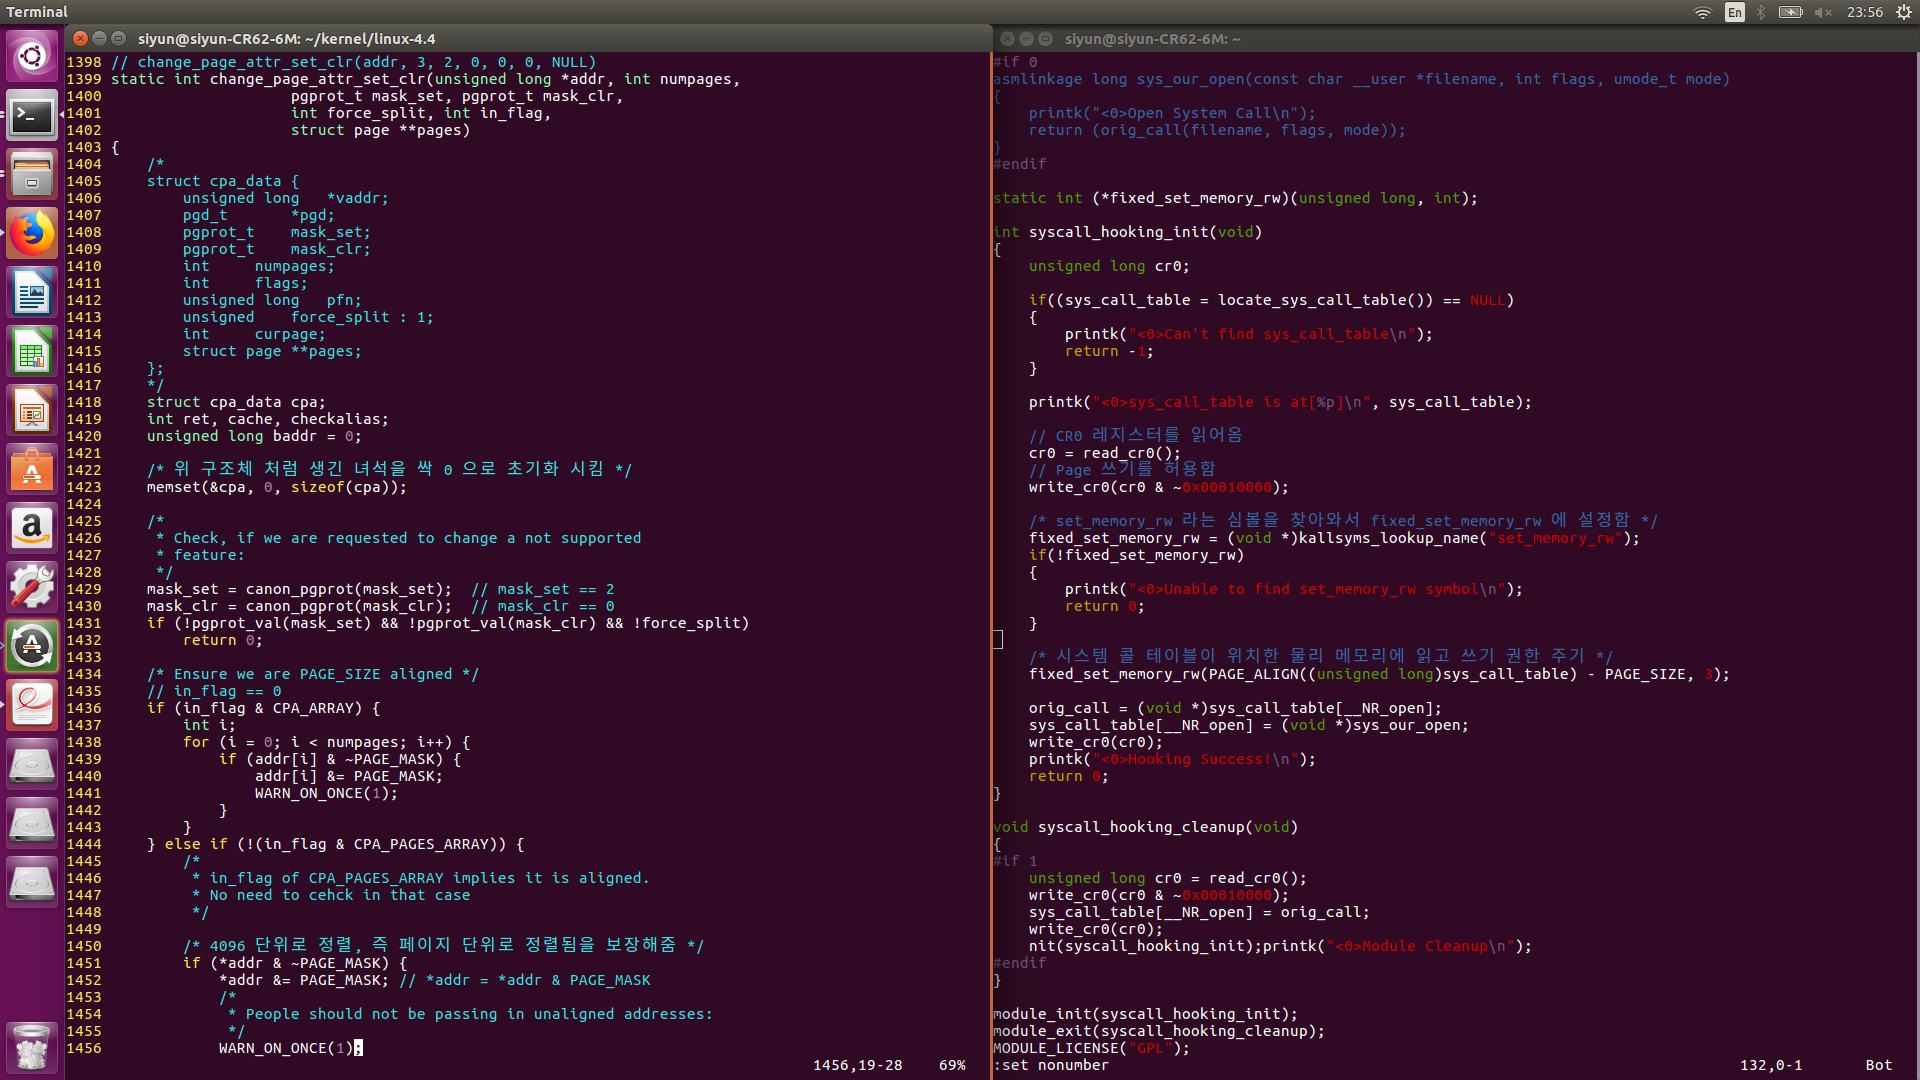 Terminal
En
23:56
siyun@siyun-CR62-6M: ~/kernel/linux-4.4
1398 // change_page_attr_set_clr(addr, 3, 2, 0, 0, 0, NULL)
1399 static int change_page_attr_set_clr(unsigned long *addr, int numpages,
1400                     pgprot_t mask_set, pgprot_t mask_clr,
1401                     int force_split, int in_flag,
1402                     struct page **pages)
1403 {
1404     /*
1405     struct cpa_data {
1406         unsigned long   *vaddr;
1407         pgd_t       *pgd;
1408         pgprot_t    mask_set;
1409         pgprot_t    mask_clr;
1410         int     numpages;
1411         int     flags;
1412         unsigned long   pfn;
1413         unsigned    force_split : 1;
1414         int     curpage;
1415         struct page **pages;
1416     };
1417     */
1418     struct cpa_data cpa;
1419     int ret, cache, checkalias;
1420     unsigned long baddr = 0;
1421
1422     /* 위 구조체 처럼 생긴 녀석을 싹 0 으로 초기화 시킴 */
1423     memset(&cpa, 0, sizeof(cpa));
1424
1425     /*
1426      * Check, if we are requested to change a not supported
1427      * feature:
1428      */
1429     mask_set = canon_pgprot(mask_set);  // mask_set == 2
1430     mask_clr = canon_pgprot(mask_clr);  // mask_clr == 0
1431     if (!pgprot_val(mask_set) && !pgprot_val(mask_clr) && !force_split)
1432         return 0;
1433
1434     /* Ensure we are PAGE_SIZE aligned */
1435     // in_flag == 0
1436     if (in_flag & CPA_ARRAY) {
1437         int i;
1438         for (i = 0; i < numpages; i++) {
1439             if (addr[i] & ~PAGE_MASK) {
1440                 addr[i] &= PAGE_MASK;
1441                 WARN_ON_ONCE(1);
1442             }
1443         }
1444     } else if (!(in_flag & CPA_PAGES_ARRAY)) {
1445         /*
1446          * in_flag of CPA_PAGES_ARRAY implies it is aligned.
1447          * No need to cehck in that case
1448          */
1449
1450         /* 4096 단위로 정렬, 즉 페이지 단위로 정렬됨을 보장해줌 */
1451         if (*addr & ~PAGE_MASK) {
1452             *addr &= PAGE_MASK; // *addr = *addr & PAGE_MASK
1453             /*
1454              * People should not be passing in unaligned addresses:
1455              */
1456             WARN_ON_ONCE(1);
1456,19-28    69%
siyun@siyun-CR62-6M: ~
#if 0
asmlinkage long sys_our_open(const char __user *filename, int flags, umode_t mode)
{
    printk("<0>Open System Call\n");
    return (orig_call(filename, flags, mode));
}
#endif

static int (*fixed_set_memory_rw)(unsigned long, int);

int syscall_hooking_init(void)
{
    unsigned long cr0;

    if((sys_call_table = locate_sys_call_table()) == NULL)
    {
        printk("<0>Can't find sys_call_table\n");
        return -1;
    }

    printk("<0>sys_call_table is at[%p]\n", sys_call_table);

    // CR0 레지스터를 읽어옴
    cr0 = read_cr0();
    // Page 쓰기를 허용함
    write_cr0(cr0 & ~0x00010000);

    /* set_memory_rw 라는 심볼을 찾아와서 fixed_set_memory_rw 에 설정함 */
    fixed_set_memory_rw = (void *)kallsyms_lookup_name("set_memory_rw");
    if(!fixed_set_memory_rw)
    {
        printk("<0>Unable to find set_memory_rw symbol\n");
        return 0;
    }

    /* 시스템 콜 테이블이 위치한 물리 메모리에 읽고 쓰기 권한 주기 */
    fixed_set_memory_rw(PAGE_ALIGN((unsigned long)sys_call_table) - PAGE_SIZE, 3);

    orig_call = (void *)sys_call_table[__NR_open];
    sys_call_table[__NR_open] = (void *)sys_our_open;
    write_cr0(cr0);
    printk("<0>Hooking Success!\n");
    return 0;
}

void syscall_hooking_cleanup(void)
{
#if 1
    unsigned long cr0 = read_cr0();
    write_cr0(cr0 & ~0x00010000);
    sys_call_table[__NR_open] = orig_call;
    write_cr0(cr0);
    nit(syscall_hooking_init);printk("<0>Module Cleanup\n");
#endif
}

module_init(syscall_hooking_init);
module_exit(syscall_hooking_cleanup);
MODULE_LICENSE("GPL");
:set nonumber    132,0-1    Bot